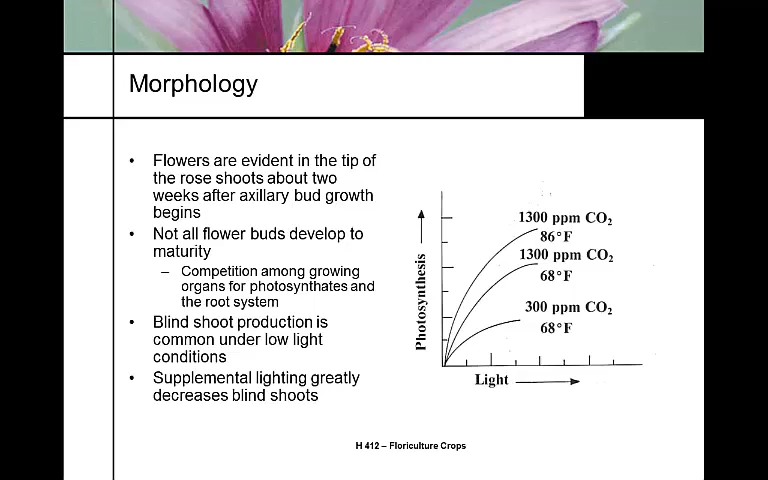 Morphology
• Flowers are evident in the tip of
the rose shoots about two
weeks after axillary bud growth
begins
• Not all flower buds develop to
maturity
– Competition among growing
organs for photosynthates and
the root system
• Blind shoot production is
common under low light
conditions
• Supplemental lighting greatly
decreases blind shoots
Photosynthesis
1300 ppm CO₂
86°F
1300 ppm CO₂
68°F
300 ppm CO₂
68°F
Light
H 412 – Floriculture Crops